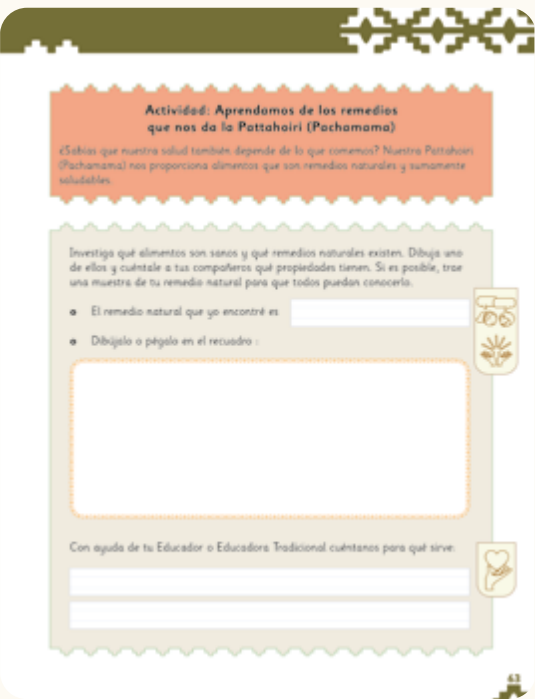 Actividad: Aprendamos de los remedios
que nos da la Pattahoiri (Pachamama)
¿Sabías que nuestra salud también depende de lo que comemos? Nuestra Pattahoiri
(Pachamama) nos proporciona alimentos que son remedios naturales y sumamente
saludables.
Investiga qué alimentos son sanos y qué remedios naturales existen. Dibuja uno
de ellos y cuéntale a tus compañeros qué propiedades tienen. Si es posible, trae
una muestra de tu remedio natural para que todos puedan conocerlo.
El remedio natural que yo encontré es
Dibújalo o pégalo en el recuadro :
Con ayuda de tu Educador o Educadora Tradicional cuéntanos para qué sirve:
63